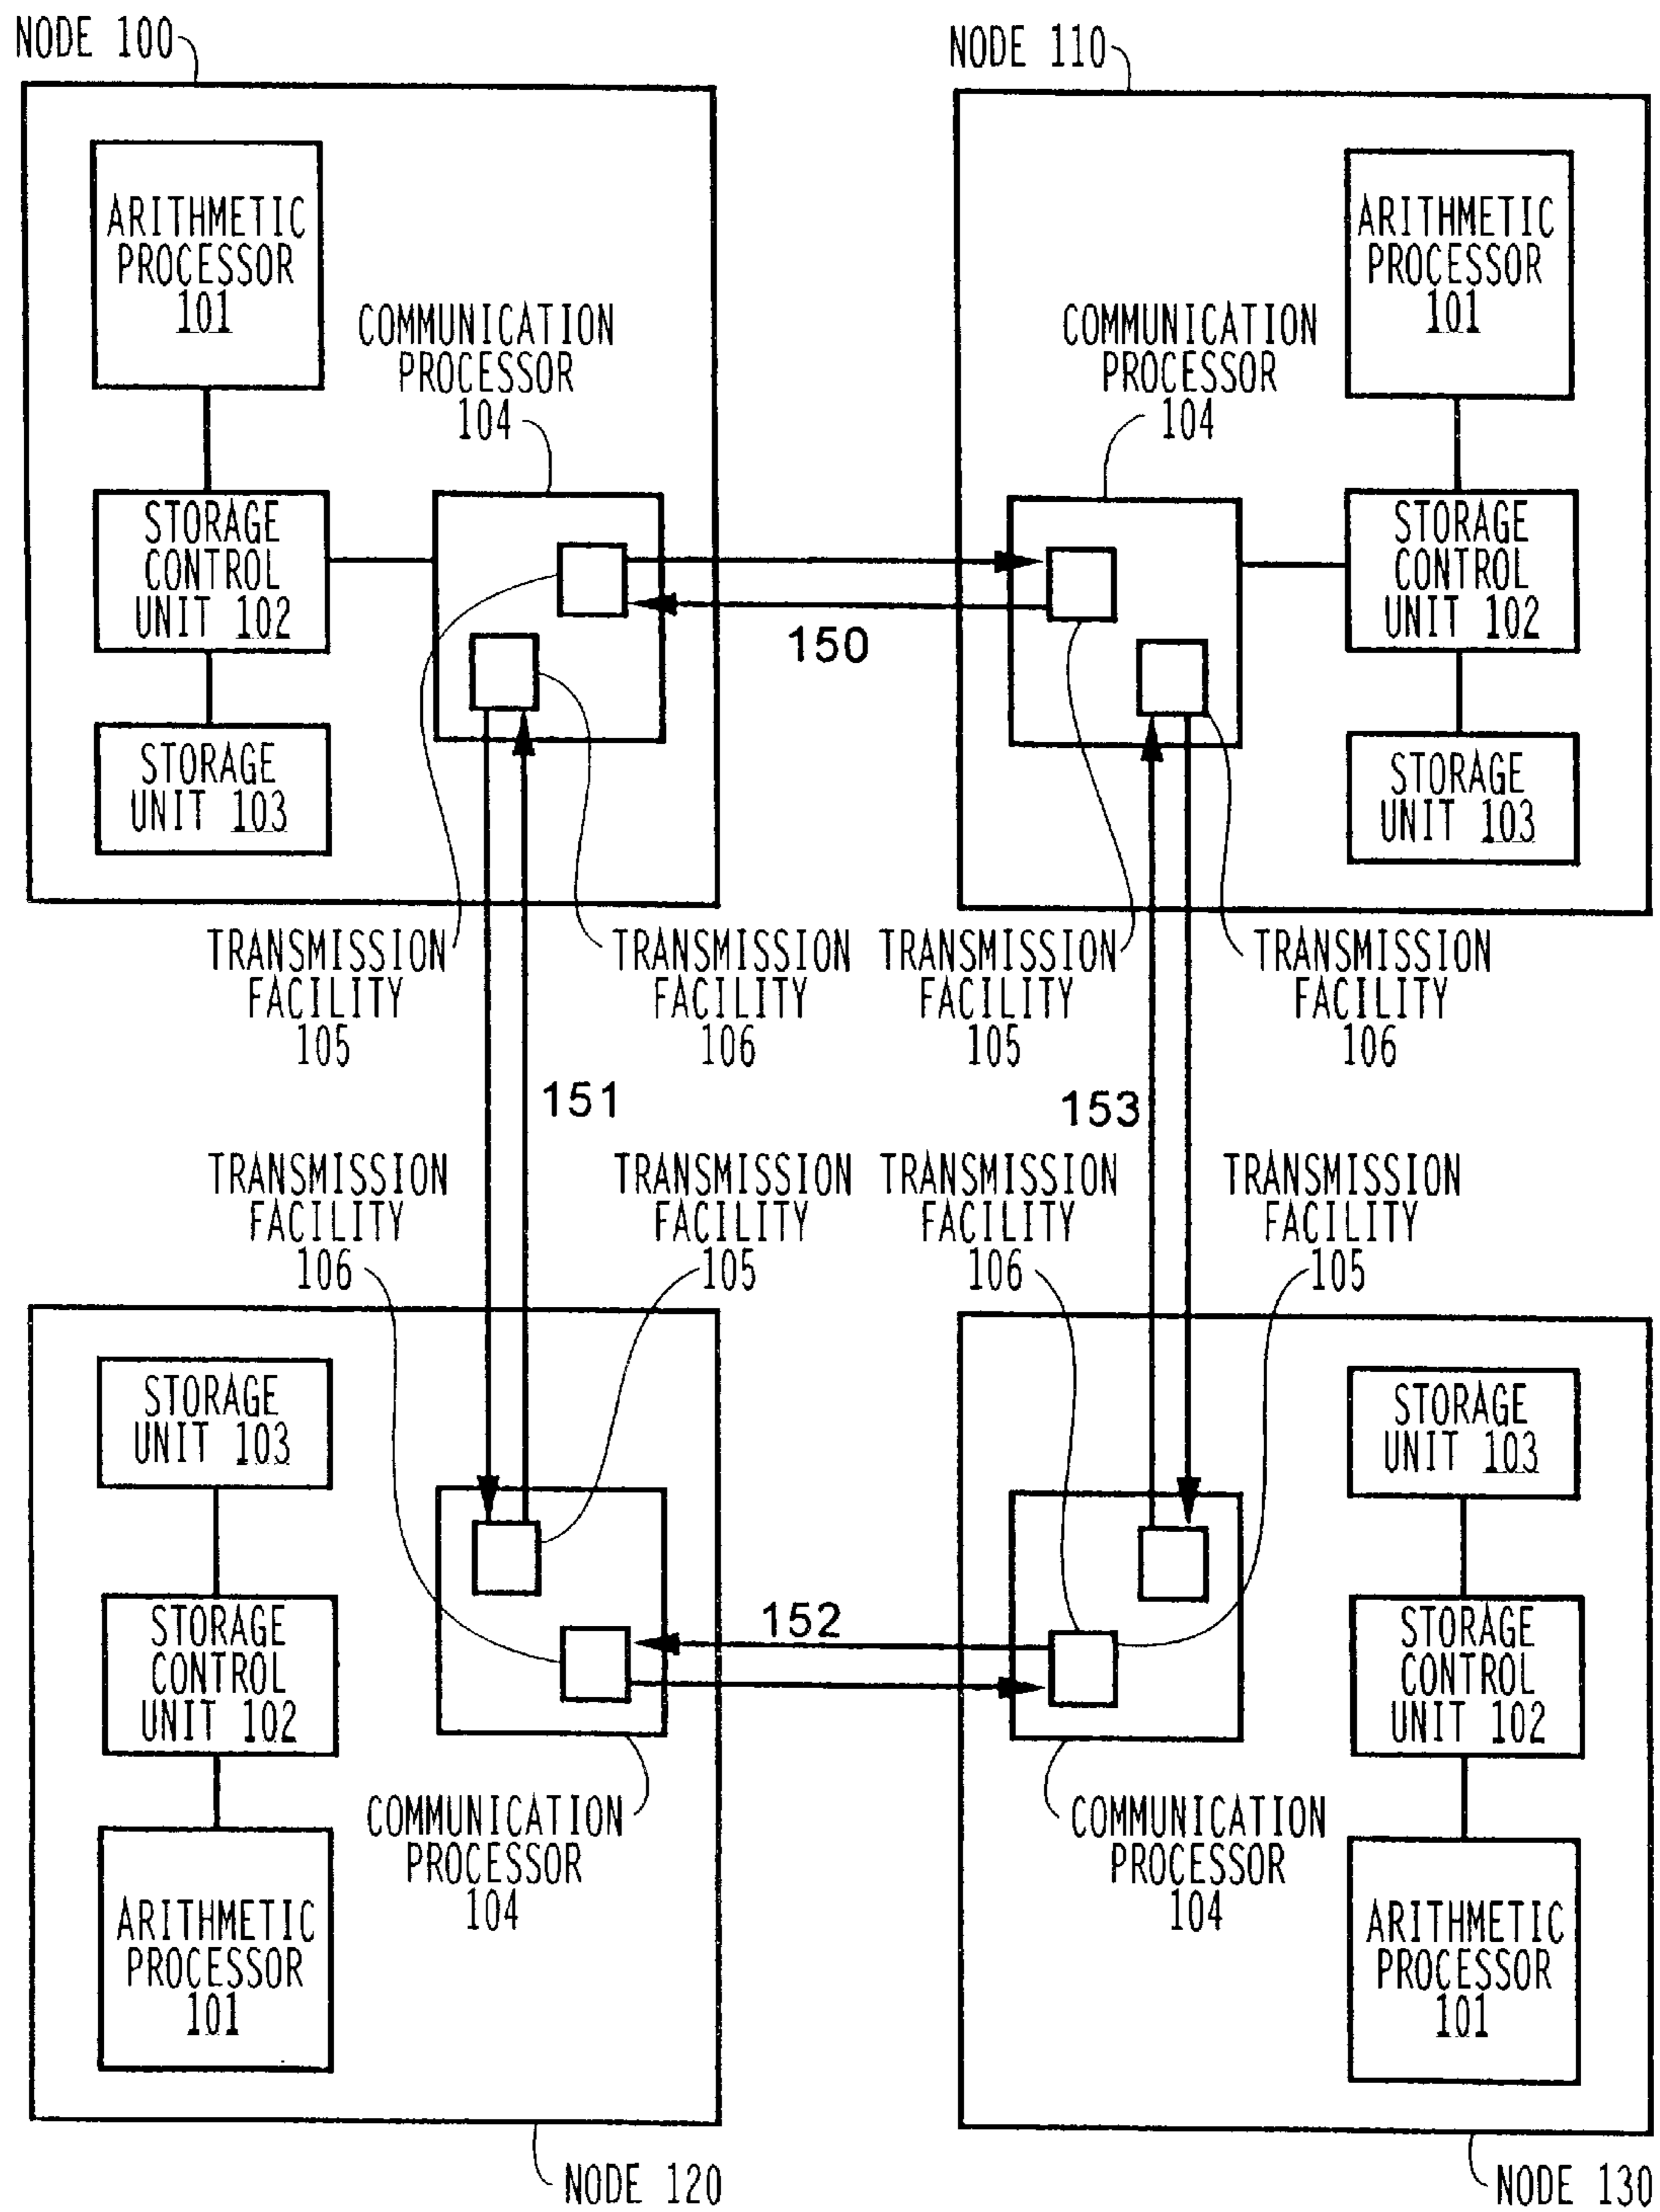 NODE 100
NODE 110
ARITHMETIC
PROCESSOR
101
COMMUNICATION
PROCESSOR
104
STORAGE
CONTROL
UNIT 102
STORAGE
UNIT 103
COMMUNICATION
PROCESSOR
104
ARITHMETIC
PROCESSOR
101
STORAGE
CONTROL
UNIT 102
STORAGE
UNIT 103
150
TRANSMISSION
FACILITY
105
TRANSMISSION
FACILITY
106
TRANSMISSION
FACILITY
105
TRANSMISSION
FACILITY
106
151
153
TRANSMISSION
FACILITY
106
TRANSMISSION
FACILITY
105
TRANSMISSION
FACILITY
106
TRANSMISSION
FACILITY
105
STORAGE
UNIT 103
STORAGE
CONTROL
UNIT 102
ARITHMETIC
PROCESSOR
101
COMMUNICATION
PROCESSOR
104
152
COMMUNICATION
PROCESSOR
104
STORAGE
UNIT 103
STORAGE
CONTROL
UNIT 102
ARITHMETIC
PROCESSOR
101
NODE 120
NODE 130